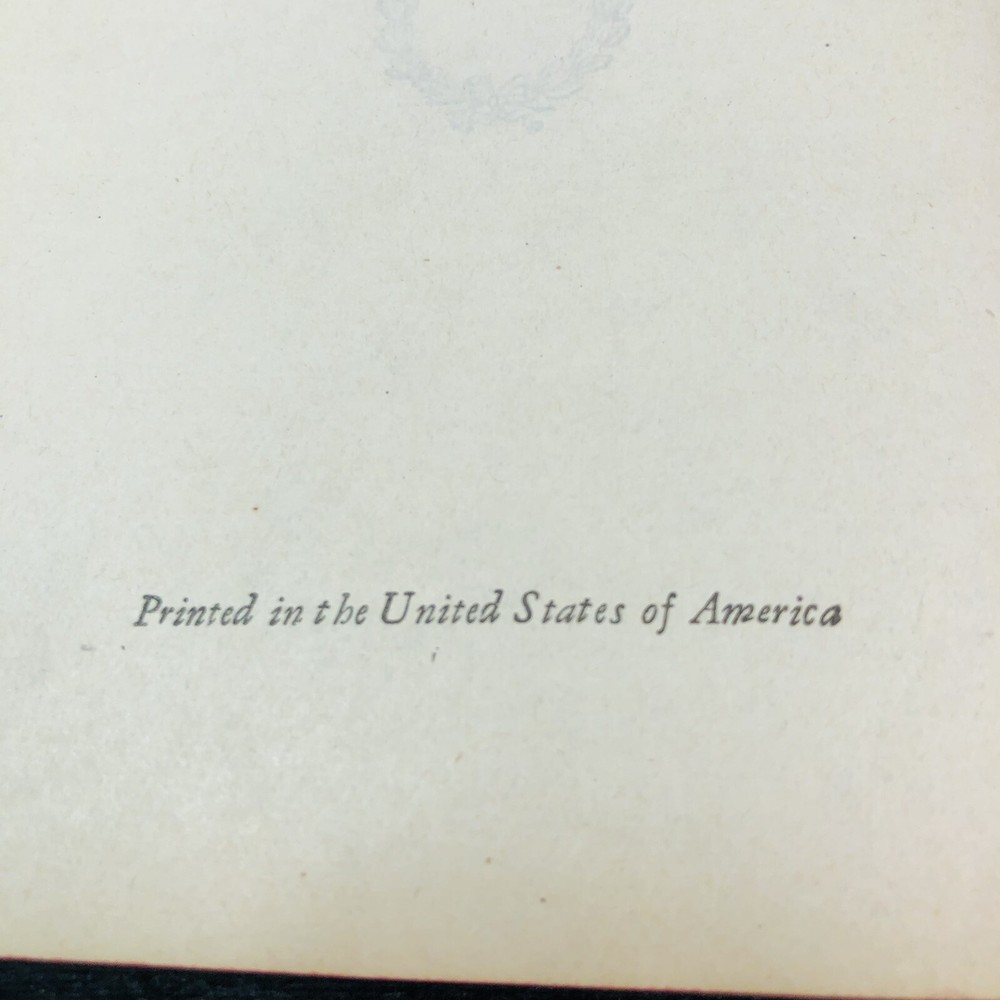 Printed in the United States of America